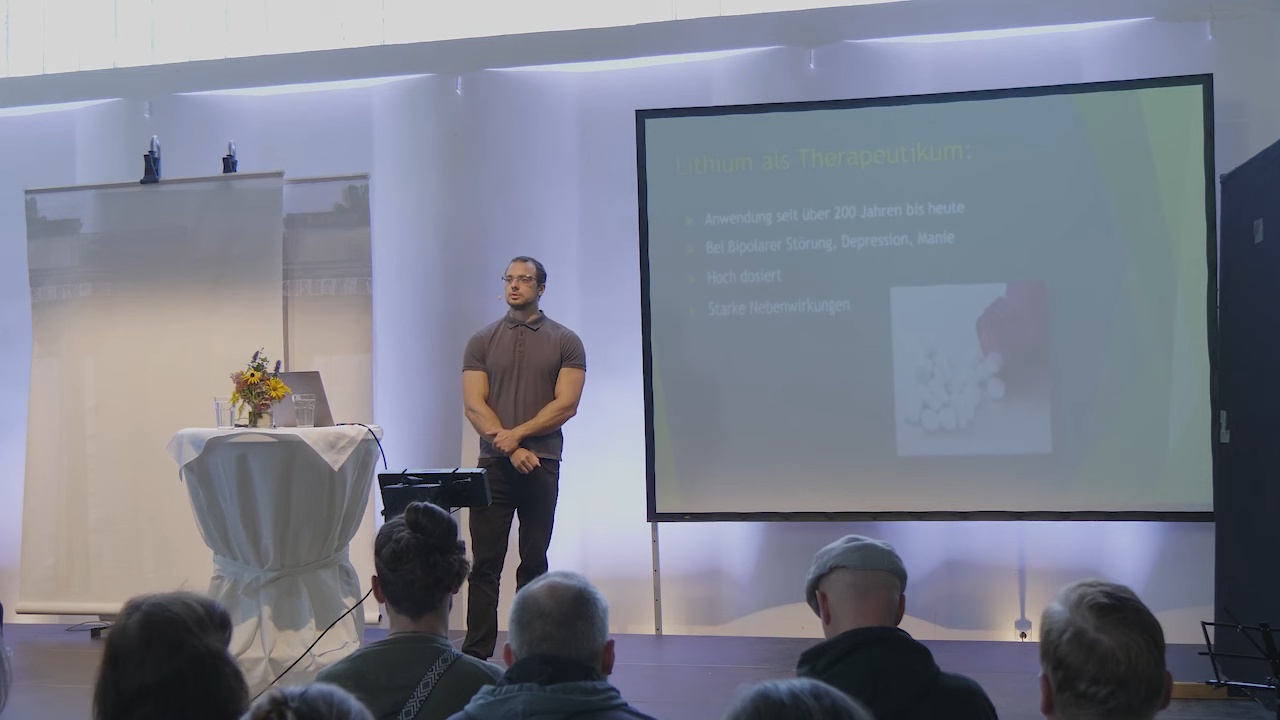 Lithium als Therapeutikum:
Anwendung seit über 200 Jahren bis heute
Bei Bipolarer Störung, Depression, Manie
Hoch dosiert
Starke Nebenwirkungen